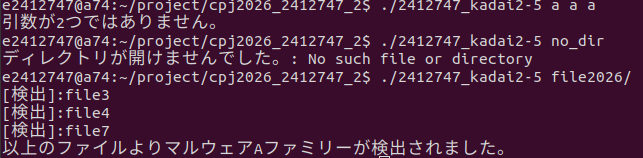 e2412747@a74:~/project/cpj2026_2412747_2$ ./2412747_kadai2-5 a a a
引数が2つではありません。
e2412747@a74:~/project/cpj2026_2412747_2$ ./2412747_kadai2-5 no_dir
ディレクトリが開けませんでした。: No such file or directory
e2412747@a74:~/project/cpj2026_2412747_2$ ./2412747_kadai2-5 file2026/
[検出]:file3
[検出]:file4
[検出]:file7
以上のファイルよりマルウェアAファミリーが検出されました。